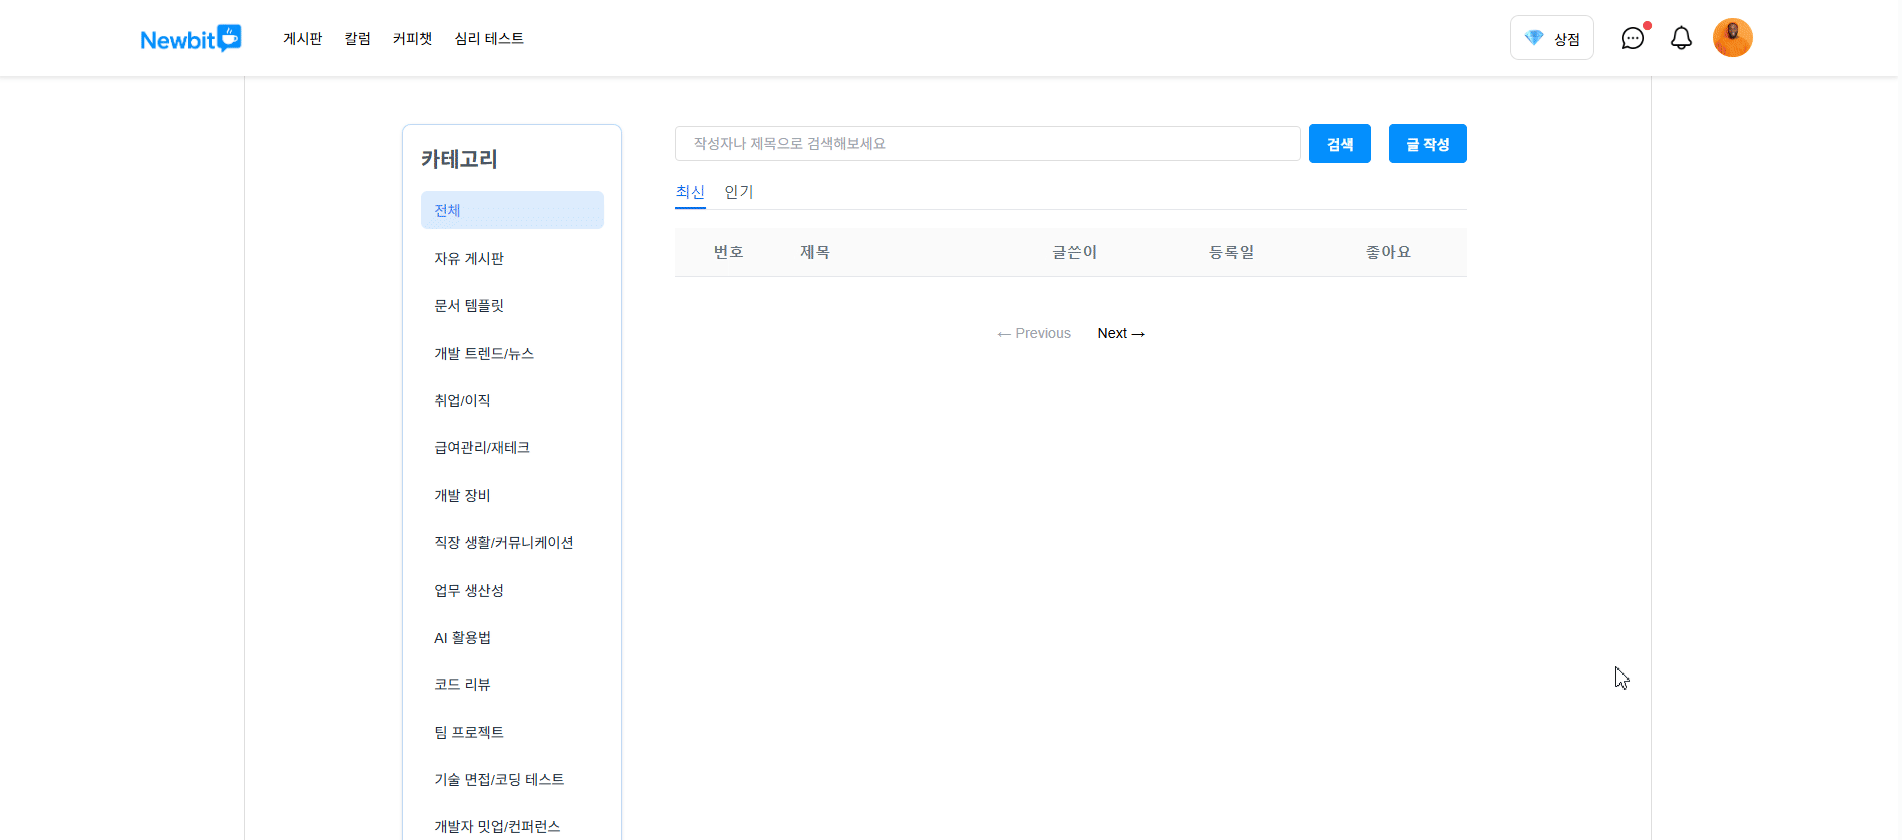 Newbit 게시판 칼럼 커피챗 심리 테스트 상점
카테고리
전체
자유 게시판
문서 템플릿
개발 트렌드/뉴스
취업/이직
급여관리/재테크
개발 장비
직장 생활/커뮤니케이션
업무 생산성
AI 활용법
코드 리뷰
팀 프로젝트
기술 면접/코딩 테스트
개발자 밋업/컨퍼런스
작성자나 제목으로 검색해보세요 검색 글 작성
최신 인기
번호 제목 글쓴이 등록일 좋아요
← Previous Next →